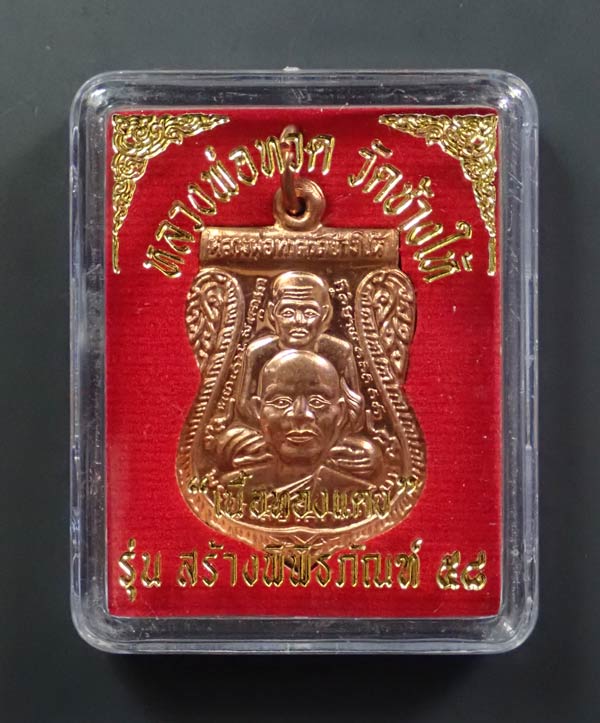 หลวงพ่อทวด วัดช้างให้
หลวงพ่อทวดวัดช้างให้
"เนื้อทองแดง"
รุ่น สร้างพิพิธภัณฑ์ ๕๘